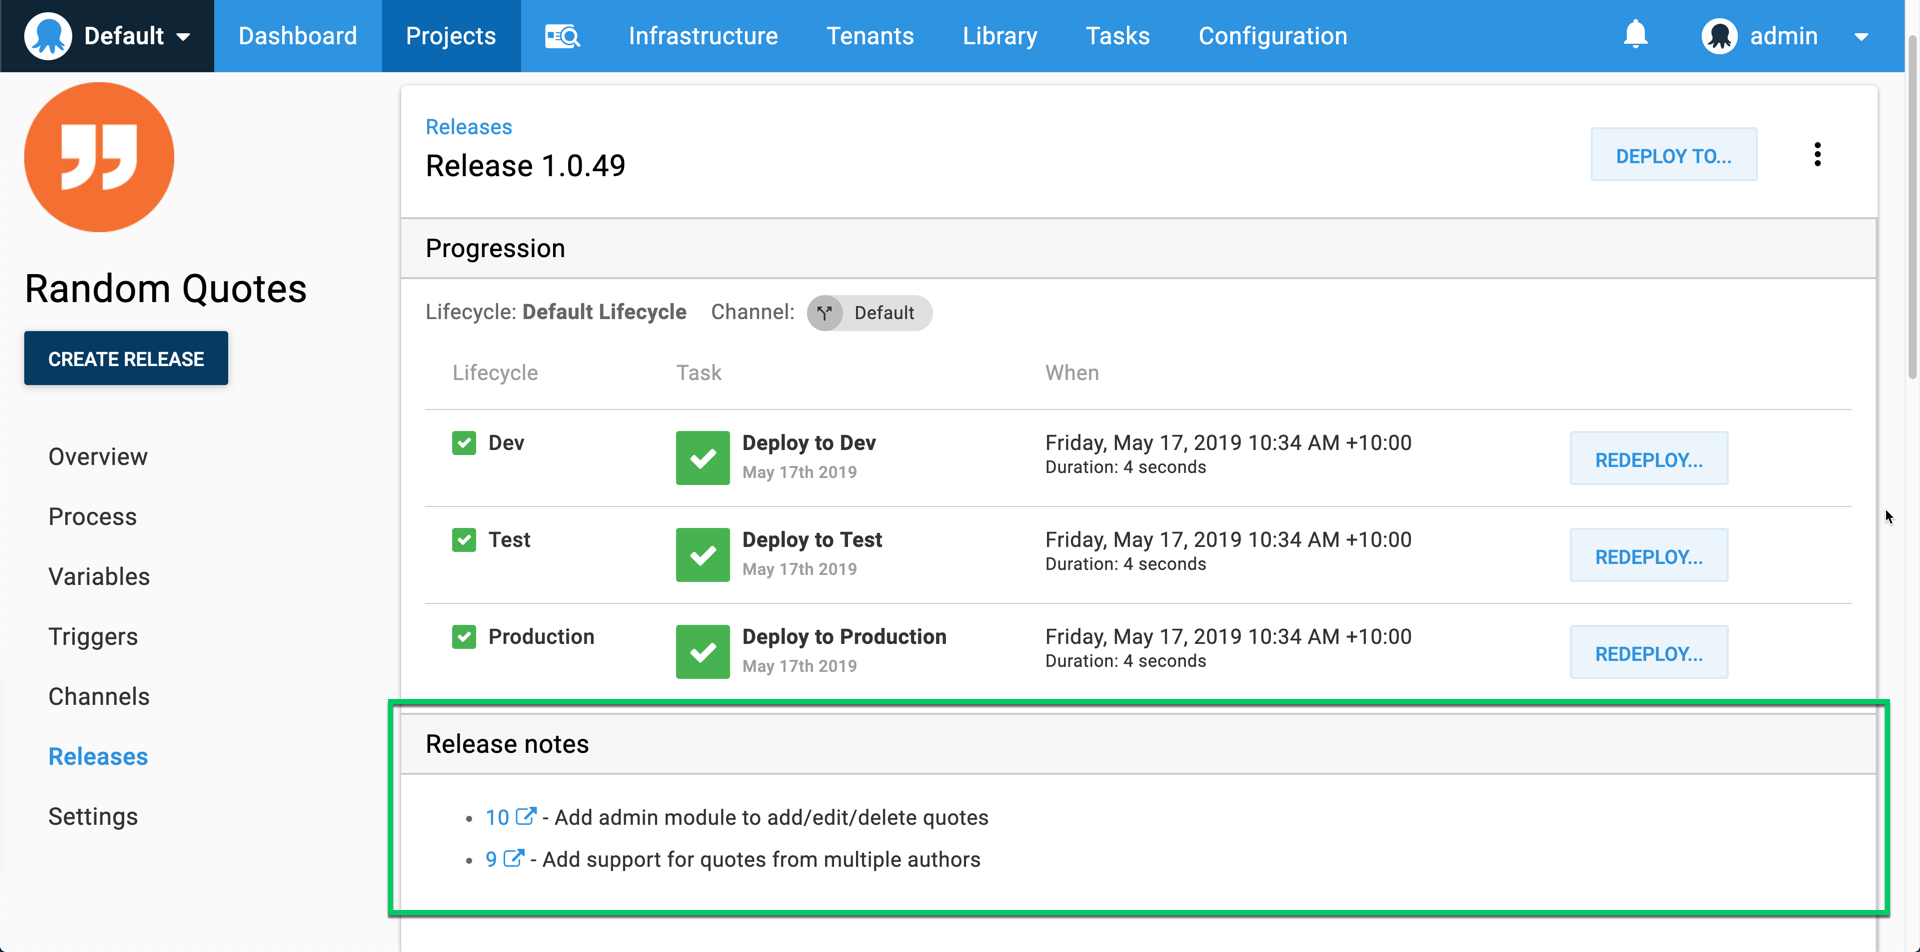 Default Dashboard Projects Infrastructure Tenants Library Tasks Configuration admin
Random Quotes
CREATE RELEASE
Overview
Process
Variables
Triggers
Channels
Releases
Settings
Releases
Release 1.0.49
DEPLOY TO...
Progression
Lifecycle: Default Lifecycle Channel: Default
Lifecycle Task When
Dev Deploy to Dev Friday, May 17, 2019 10:34 AM +10:00 REDEPLOY...
May 17th 2019 Duration: 4 seconds
Test Deploy to Test Friday, May 17, 2019 10:34 AM +10:00 REDEPLOY...
May 17th 2019 Duration: 4 seconds
Production Deploy to Production Friday, May 17, 2019 10:34 AM +10:00 REDEPLOY...
May 17th 2019 Duration: 4 seconds
Release notes
• 10 - Add admin module to add/edit/delete quotes
• 9 - Add support for quotes from multiple authors